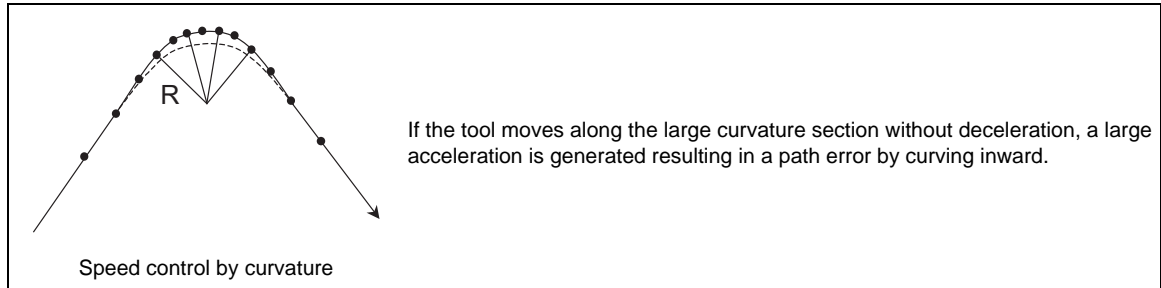 R
If the tool moves along the large curvature section without deceleration, a large
acceleration is generated resulting in a path error by curving inward.
Speed control by curvature